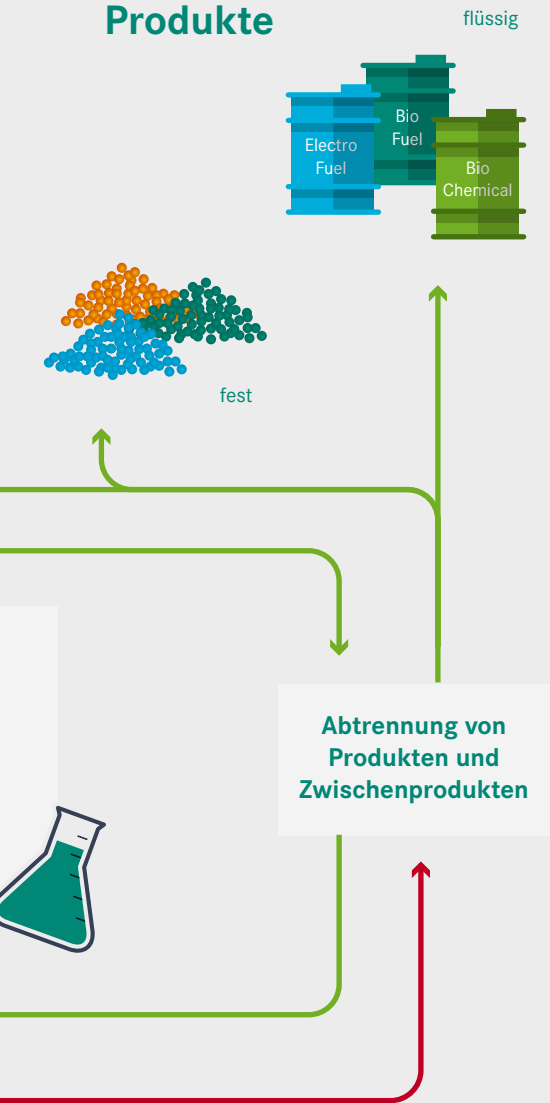 Produkte
flüssig
Electro
Fuel
Bio
Fuel
Bio
Chemical
fest
Abtrennung von
Produkten und
Zwischenprodukten